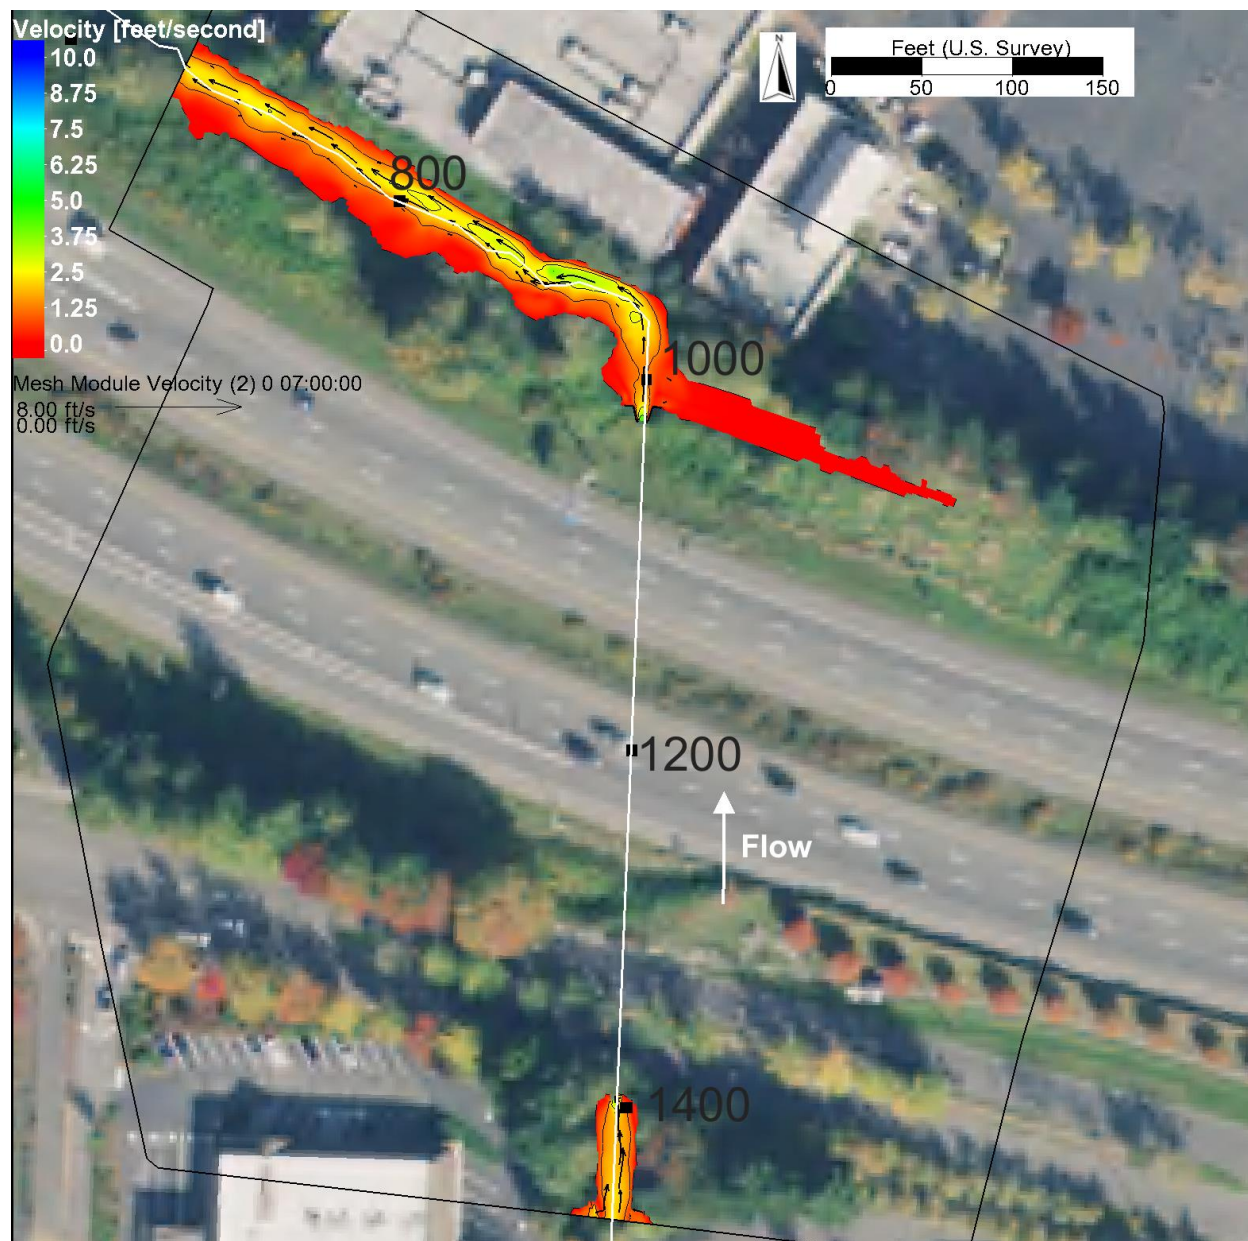 Velocity [feet/second]
10.0
8.75
7.5
6.25
5.0
3.75
2.5
1.25
0.0
Mesh Module Velocity (2) 0 07:00:00
8.00 ft/s
0.00 ft/s
N
Feet (U.S. Survey)
0 50 100 150
800
1000
1200
Flow
1400